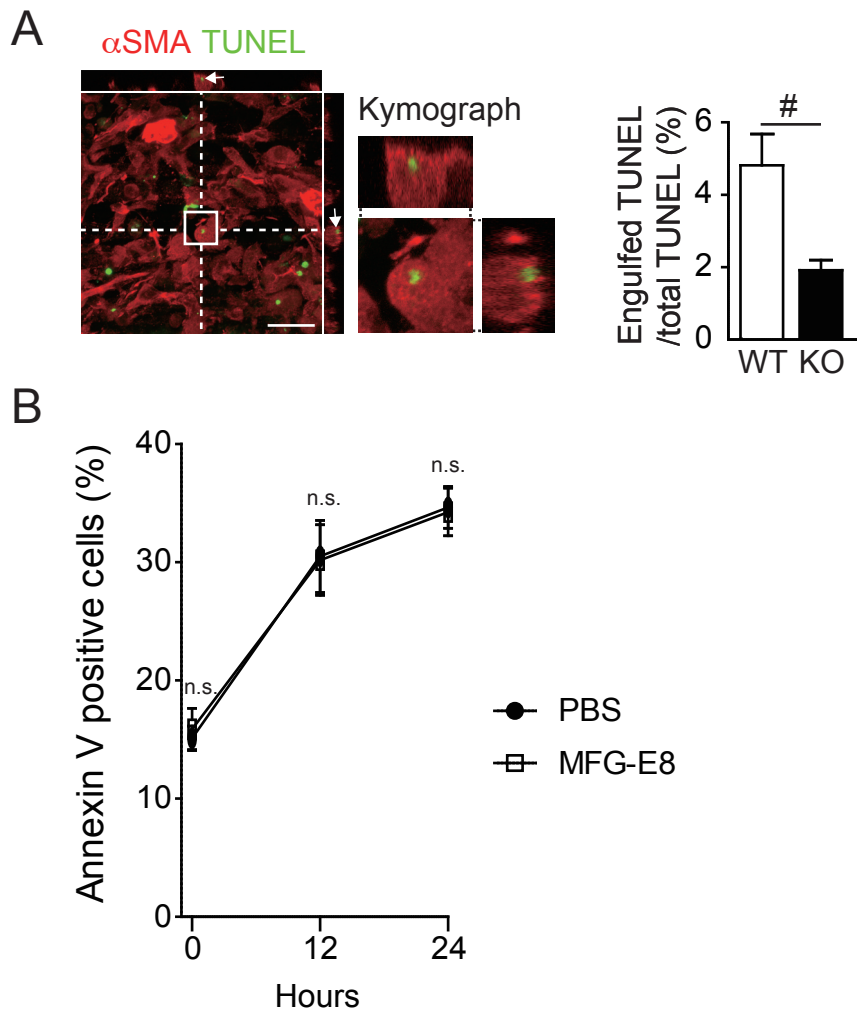 A
αSMA TUNEL
Kymograph
Engulfed TUNEL
/total TUNEL (%)
6
4
2
0
#
WT KO
B
Annexin V positive cells (%)
40
30
20
10
0
n.s.
n.s.
n.s.
0 12 24
Hours
PBS
MFG-E8